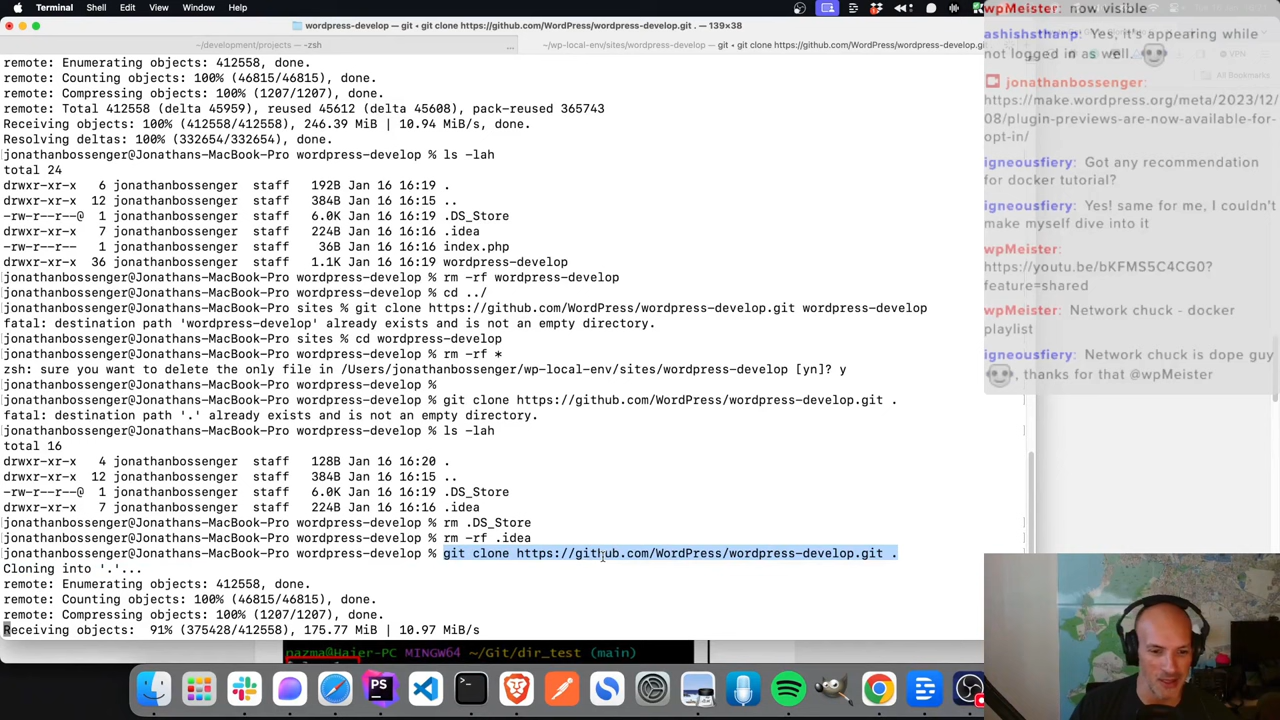 Terminal Shell Edit View Window Help
wordpress-develop — git • git clone https://github.com/WordPress/wordpress-develop.git . — 139×38
~/development/projects — -zsh
...
~/wp-local-env/sites/wordpress-develop — git • git clone https://github.com/WordPress/wordpress-develop.git
remote: Enumerating objects: 412558, done.
remote: Counting objects: 100% (46815/46815), done.
remote: Compressing objects: 100% (1207/1207), done.
remote: Total 412558 (delta 45959), reused 45612 (delta 45608), pack-reused 365743
Receiving objects: 100% (412558/412558), 246.39 MiB | 10.94 MiB/s, done.
Resolving deltas: 100% (332654/332654), done.
jonathanbossenger@Jonathans-MacBook-Pro wordpress-develop % ls -lah
total 24
drwxr-xr-x 6 jonathanbossenger staff 192B Jan 16 16:19 .
drwxr-xr-x 12 jonathanbossenger staff 384B Jan 16 16:15 ..
-rw-r--r--@ 1 jonathanbossenger staff 6.0K Jan 16 16:19 .DS_Store
drwxr-xr-x 7 jonathanbossenger staff 224B Jan 16 16:16 .idea
-rw-r--r-- 1 jonathanbossenger staff 36B Jan 16 16:19 index.php
drwxr-xr-x 36 jonathanbossenger staff 1.1K Jan 16 16:19 wordpress-develop
jonathanbossenger@Jonathans-MacBook-Pro wordpress-develop % rm -rf wordpress-develop
jonathanbossenger@Jonathans-MacBook-Pro wordpress-develop % cd ../
jonathanbossenger@Jonathans-MacBook-Pro sites % git clone https://github.com/WordPress/wordpress-develop.git wordpress-develop
fatal: destination path 'wordpress-develop' already exists and is not an empty directory.
jonathanbossenger@Jonathans-MacBook-Pro sites % cd wordpress-develop
jonathanbossenger@Jonathans-MacBook-Pro wordpress-develop % rm -rf *
zsh: sure you want to delete the only file in /Users/jonathanbossenger/wp-local-env/sites/wordpress-develop [yn]? y
jonathanbossenger@Jonathans-MacBook-Pro wordpress-develop %
jonathanbossenger@Jonathans-MacBook-Pro wordpress-develop % git clone https://github.com/WordPress/wordpress-develop.git .
fatal: destination path '.' already exists and is not an empty directory.
jonathanbossenger@Jonathans-MacBook-Pro wordpress-develop % ls -lah
total 16
drwxr-xr-x 4 jonathanbossenger staff 128B Jan 16 16:20 .
drwxr-xr-x 12 jonathanbossenger staff 384B Jan 16 16:15 ..
-rw-r--r--@ 1 jonathanbossenger staff 6.0K Jan 16 16:19 .DS_Store
drwxr-xr-x 7 jonathanbossenger staff 224B Jan 16 16:16 .idea
jonathanbossenger@Jonathans-MacBook-Pro wordpress-develop % rm .DS_Store
jonathanbossenger@Jonathans-MacBook-Pro wordpress-develop % rm -rf .idea
jonathanbossenger@Jonathans-MacBook-Pro wordpress-develop % git clone https://github.com/WordPress/wordpress-develop.git .
Cloning into '.'...
remote: Enumerating objects: 412558, done.
remote: Counting objects: 100% (46815/46815), done.
remote: Compressing objects: 100% (1207/1207), done.
Receiving objects: 91% (375428/412558), 175.77 MiB | 10.97 MiB/s
nazma@Haier-PC MINGW64 ~/Git/dir_test (main)
wpMeister: now visible
ashishsthanp: Yes, it's appearing while
not logged in as well..
jonathanbossenger:
https://make.wordpress.org/meta/2023/12/
08/plugin-previews-are-now-available-for-
opt-in/
igneousfiery: Got any recommendation
for docker tutorial?
igneousfiery: Yes! same for me, I couldn't
make myself dive into it
wpMeister:
https://youtu.be/bKFMS5C4CG0?
feature=shared
wpMeister: Network chuck - docker
playlist
igneousfiery: Network chuck is dope guy
, thanks for that @wpMeister
VPN
All Bookmarks